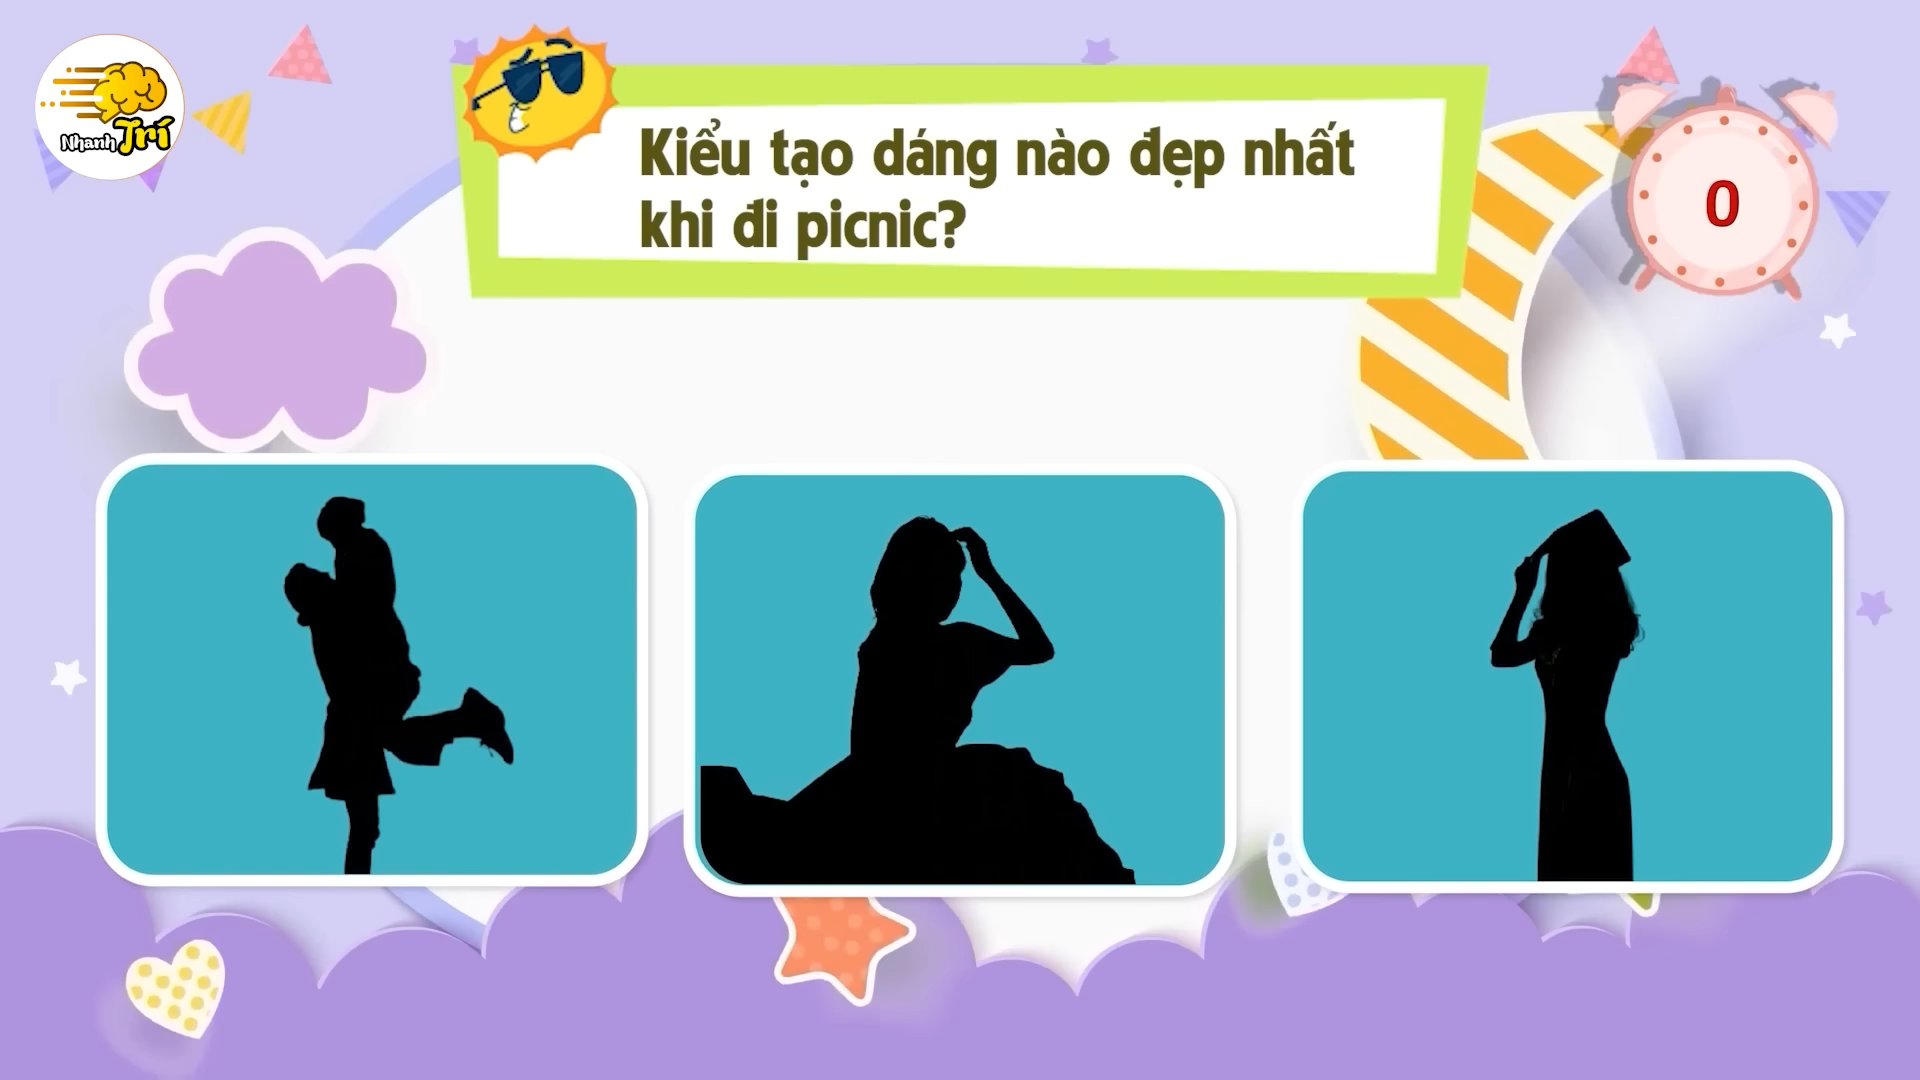 Nhanh Trí
Kiểu tạo dáng nào đẹp nhất
khi đi picnic?
0